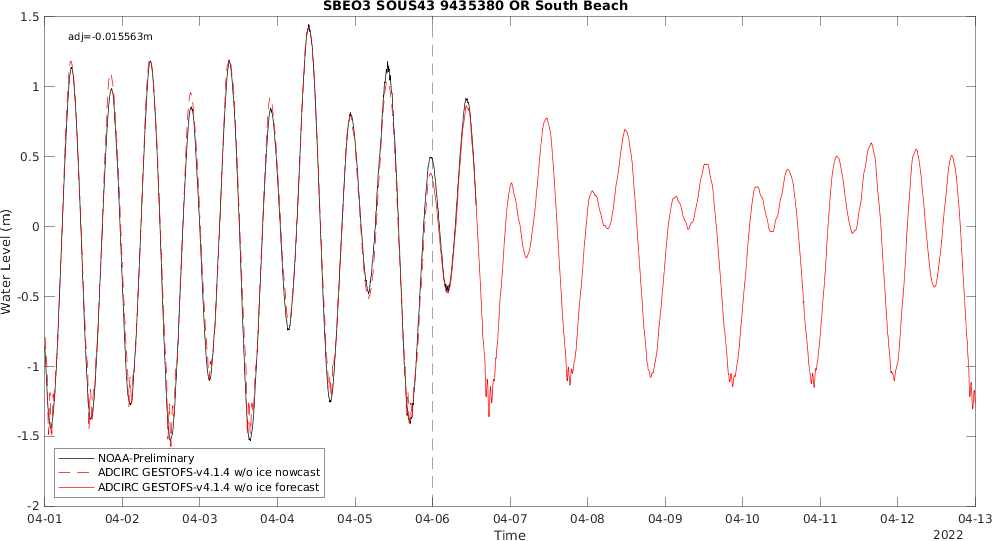 SBEO3 SOUS43 9435380 OR South Beach
adj=-0.015563m
1.5
1
0.5
0
-0.5
-1
-1.5
-2
Water Level (m)
NOAA-Preliminary
ADCIRC GESTOFS-v4.1.4 w/o ice nowcast
ADCIRC GESTOFS-v4.1.4 w/o ice forecast
04-01 04-02 04-03 04-04 04-05 04-06 04-07 04-08 04-09 04-10 04-11 04-12 04-13
Time
2022